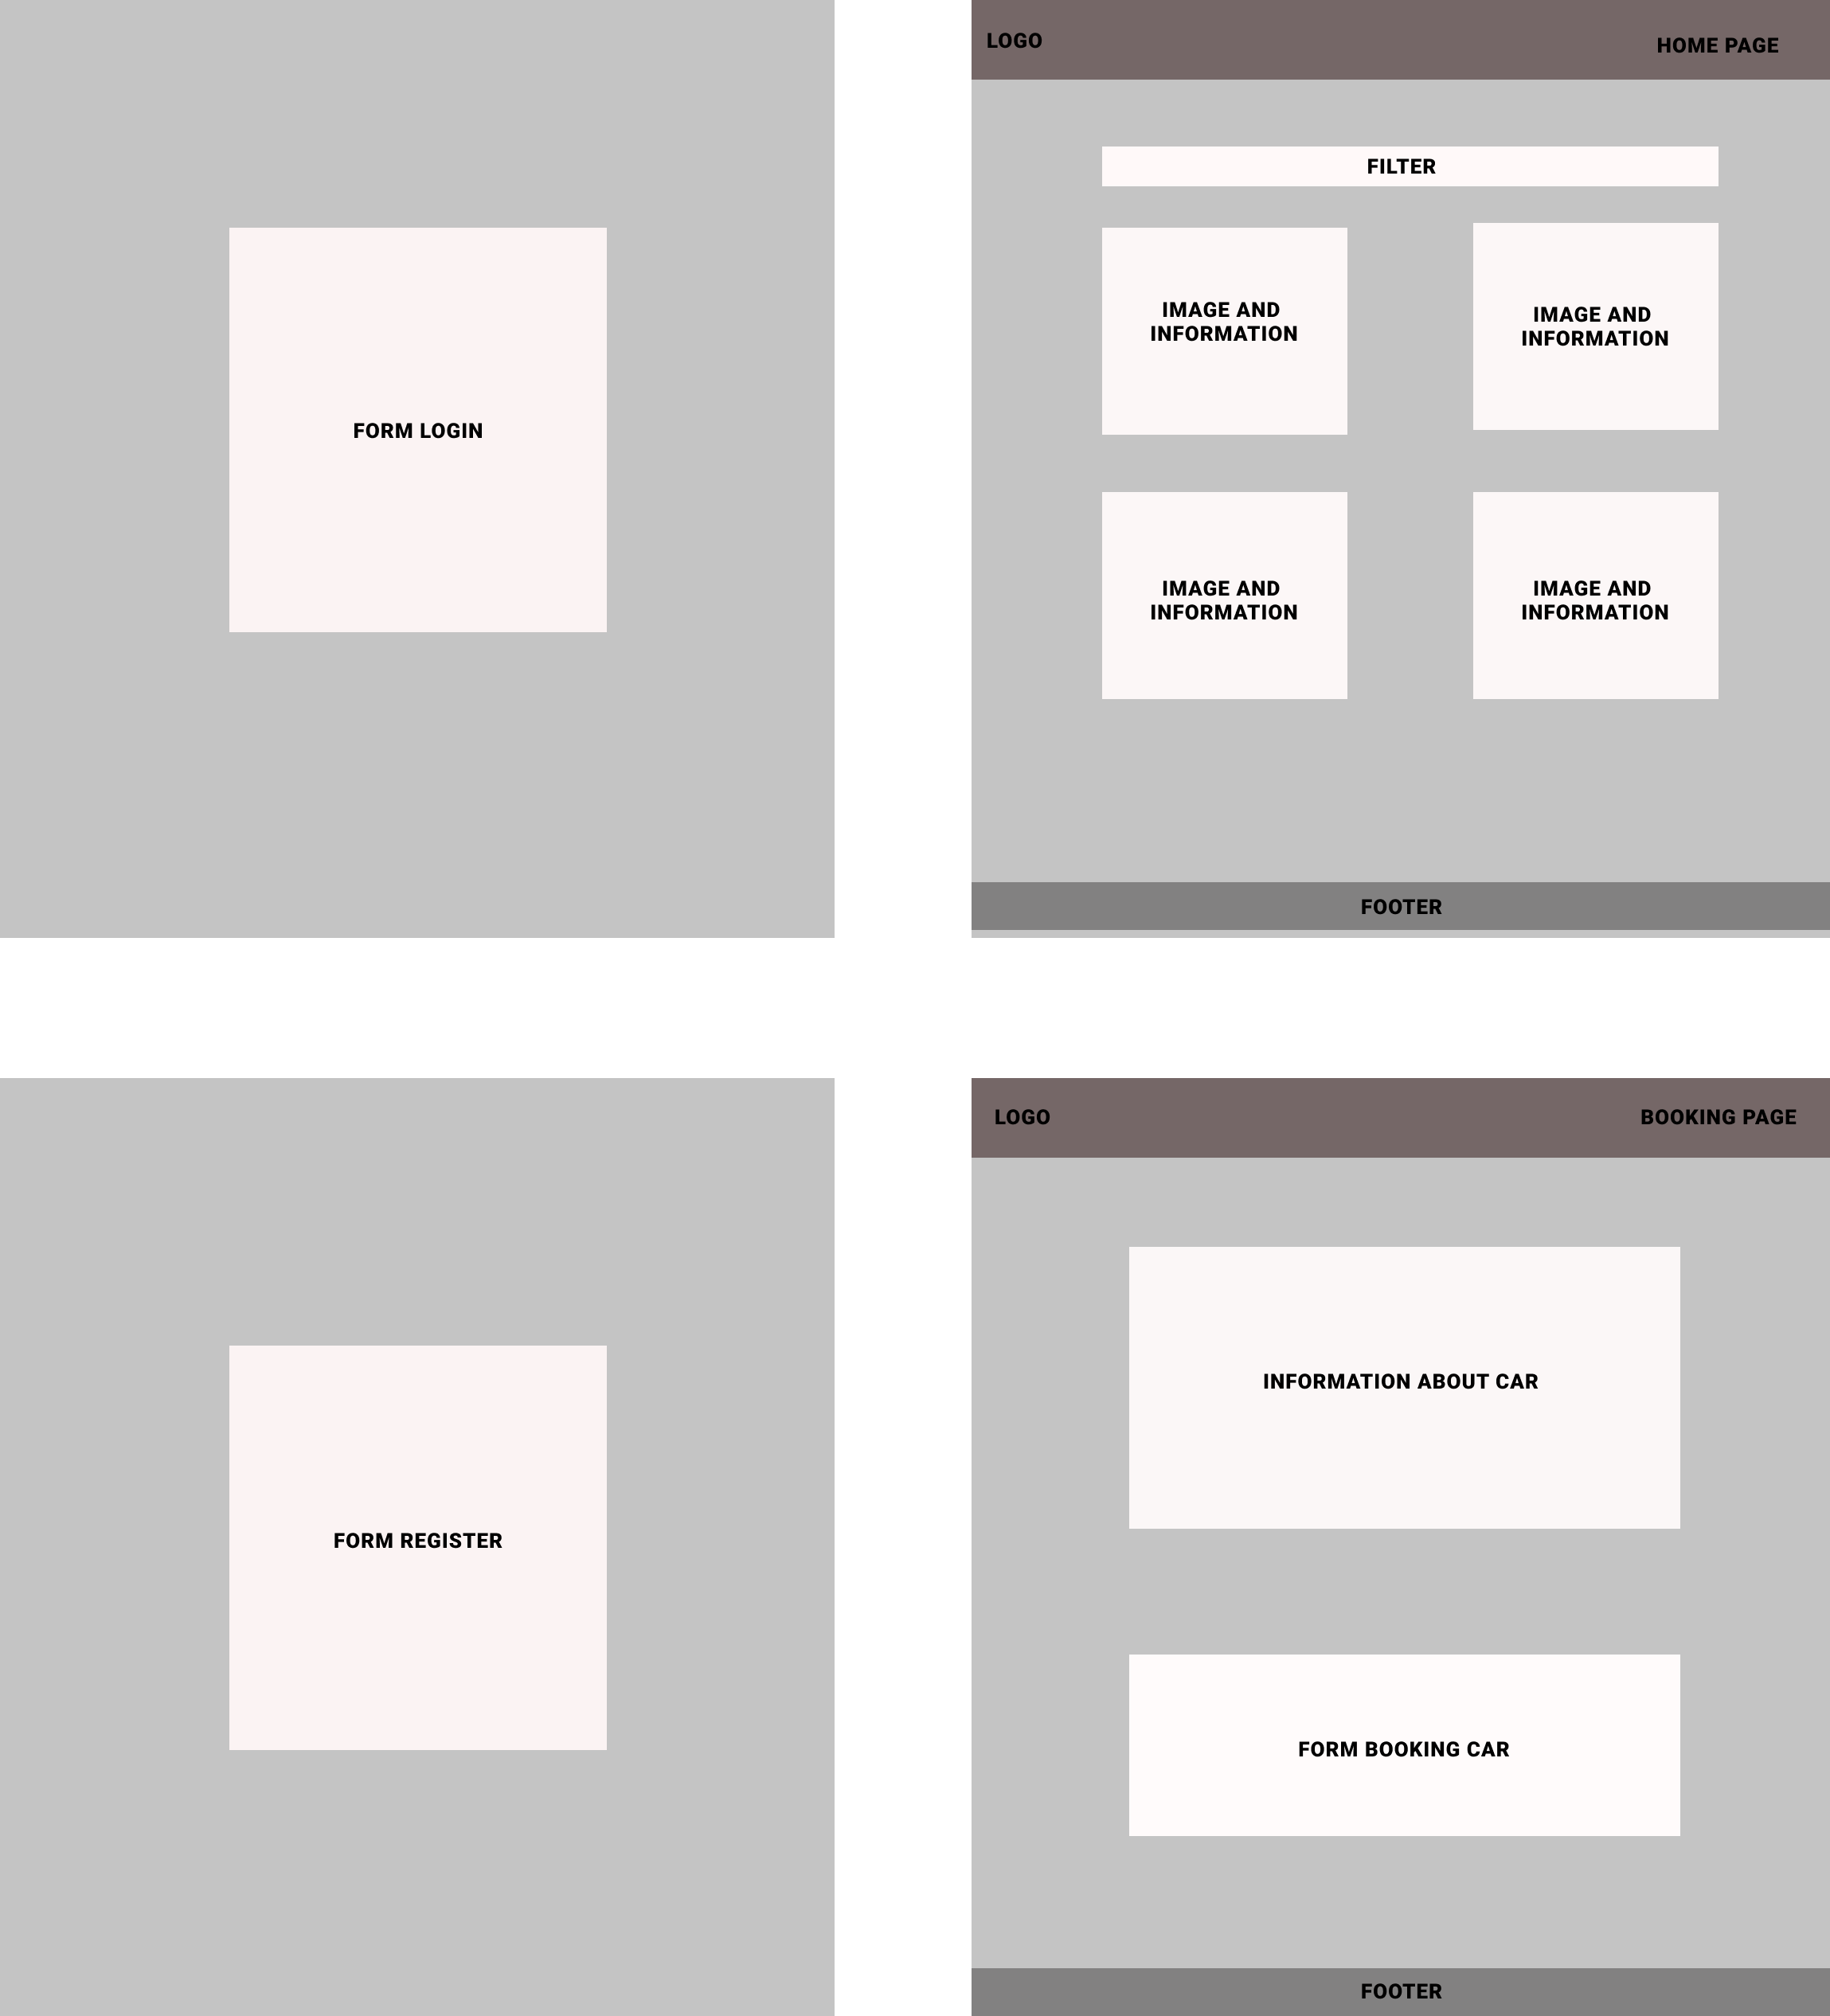 FORM LOGIN
LOGO
HOME PAGE
FILTER
IMAGE AND
INFORMATION
IMAGE AND
INFORMATION
IMAGE AND
INFORMATION
IMAGE AND
INFORMATION
FOOTER
FORM REGISTER
LOGO
BOOKING PAGE
INFORMATION ABOUT CAR
FORM BOOKING CAR
FOOTER